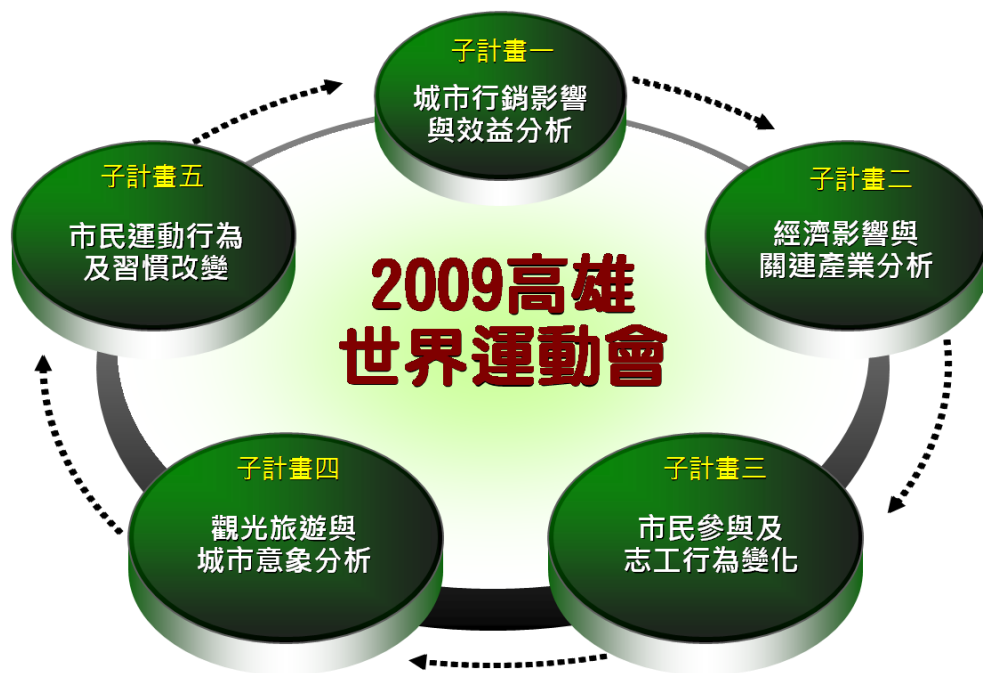 子計畫一
城市行銷影響
與效益分析
子計畫二
經濟影響與
關連產業分析
子計畫三
市民參與及
志工行為變化
子計畫四
觀光旅遊與
城市意象分析
子計畫五
市民運動行為
及習慣改變
2009高雄
世界運動會